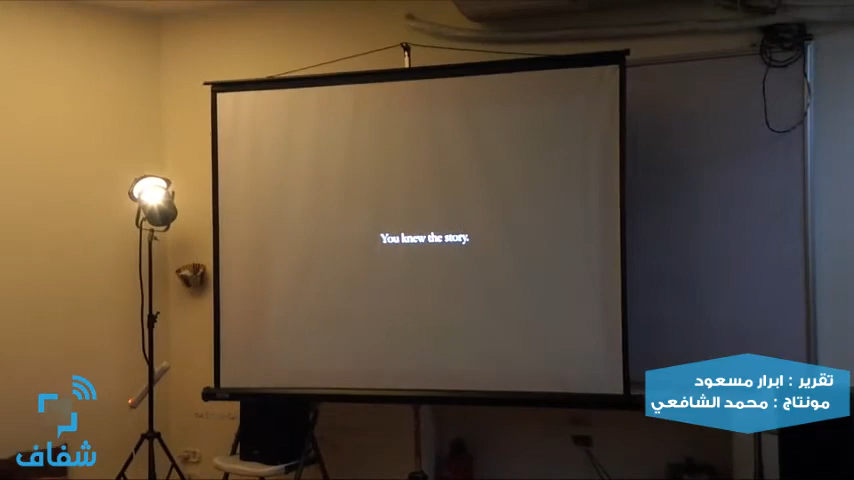 You knew the story.
تقرير : ابرار مسعود
مونتاج : محمد الشافعي
شفاف